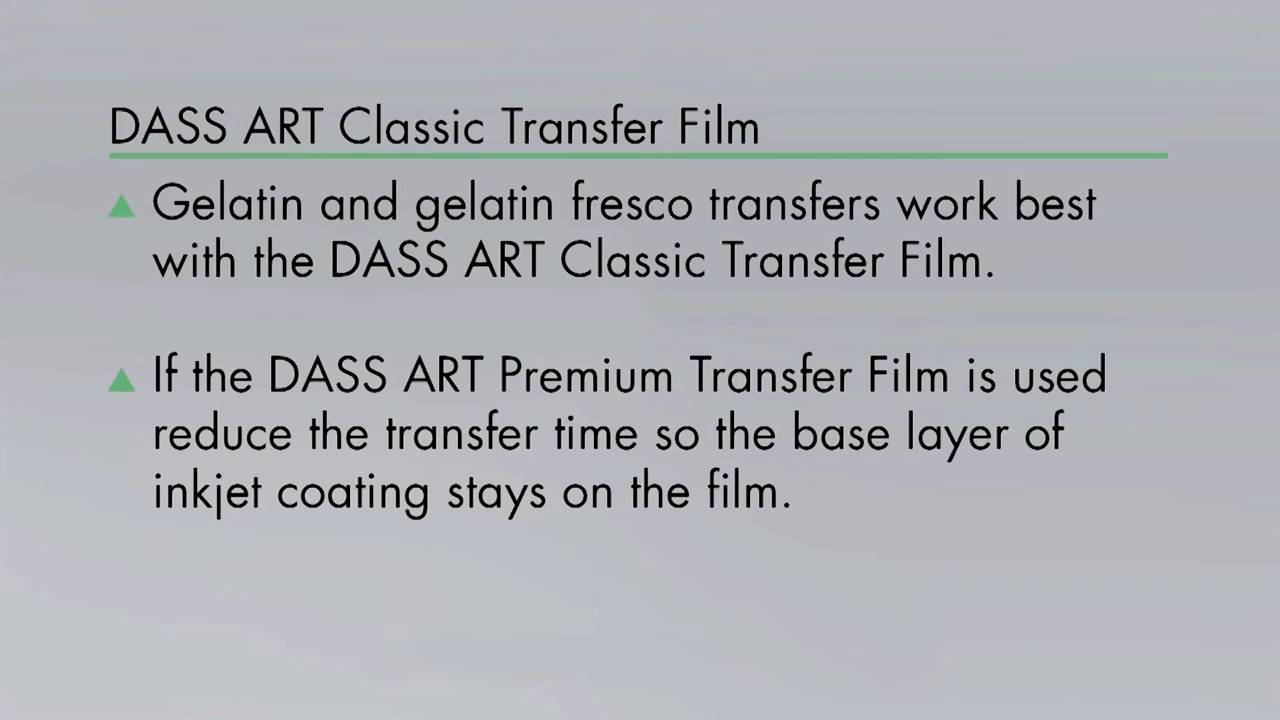 DASS ART Classic Transfer Film
Gelatin and gelatin fresco transfers work best
with the DASS ART Classic Transfer Film.
If the DASS ART Premium Transfer Film is used
reduce the transfer time so the base layer of
inkjet coating stays on the film.